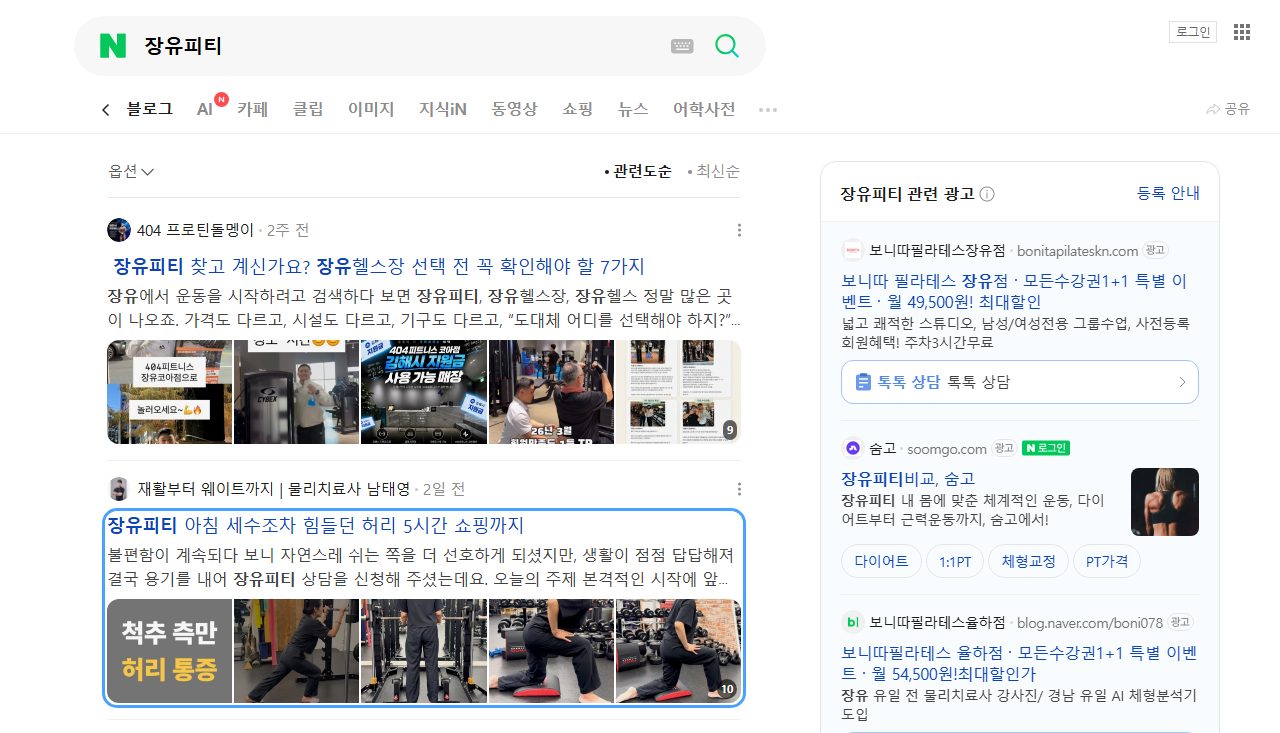 N 장유피티
로그인
블로그 AI N 카페 클립 이미지 지식iN 동영상 쇼핑 뉴스 어학사전
공유
옵션
관련도순 최신순
404 프로틴돌멩이 · 2주 전
장유피티 찾고 계신가요? 장유헬스장 선택 전 꼭 확인해야 할 7가지
장유에서 운동을 시작하려고 검색하다 보면 장유피티, 장유헬스장, 장유헬스 정말 많은 곳
이 나오죠. 가격도 다르고, 시설도 다르고, 기구도 다르고, “도대체 어디를 선택해야 하지?”...
404피트니스
장유코아점으로
놀러오세요~
CYBEX
지원금
404피트니스 코아점
김해시 지원금
사용 가능 매장
26년 3월
9
재활부터 웨이트까지 | 물리치료사 남태영 · 2일 전
장유피티 아침 세수조차 힘들던 허리 5시간 쇼핑까지
불편함이 계속되다 보니 자연스레 쉬는 쪽을 더 선호하게 되셨지만, 생활이 점점 답답해져
결국 용기를 내어 장유피티 상담을 신청해 주셨는데요. 오늘의 주제 본격적인 시작에 앞...
척추 측만
허리 통증
10
장유피티 관련 광고
등록 안내
보니따필라테스장유점 · bonitapilateskn.com 광고
보니따 필라테스 장유점 · 모든수강권1+1 특별 이
벤트 · 월 49,500원! 최대할인
넓고 쾌적한 스튜디오, 남성/여성전용 그룹수업, 사전등록
회원혜택! 주차3시간무료
톡톡 상담 톡톡 상담
숨고 · soomgo.com 광고 N 로그인
장유피티비교, 숨고
장유피티 내 몸에 맞춘 체계적인 운동, 다이
어트부터 근력운동까지, 숨고에서!
다이어트 1:1PT 체형교정 PT가격
b| 보니따필라테스율하점 · blog.naver.com/boni078 광고
보니따필라테스 율하점 · 모든수강권1+1 특별 이벤
트 · 월 54,500원!최대할인가
장유 유일 전 물리치료사 강사진/ 경남 유일 AI 체형분석기
도입